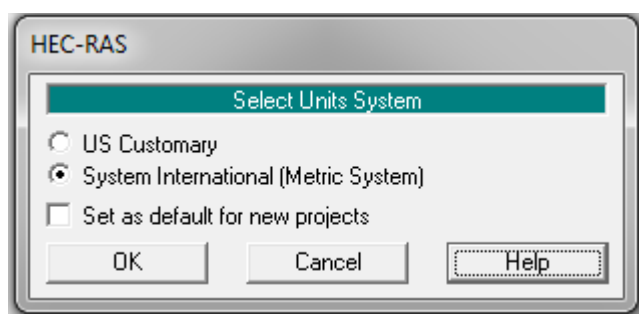 HEC-RAS
Select Units System
US Customary
System International (Metric System)
Set as default for new projects
OK Cancel Help